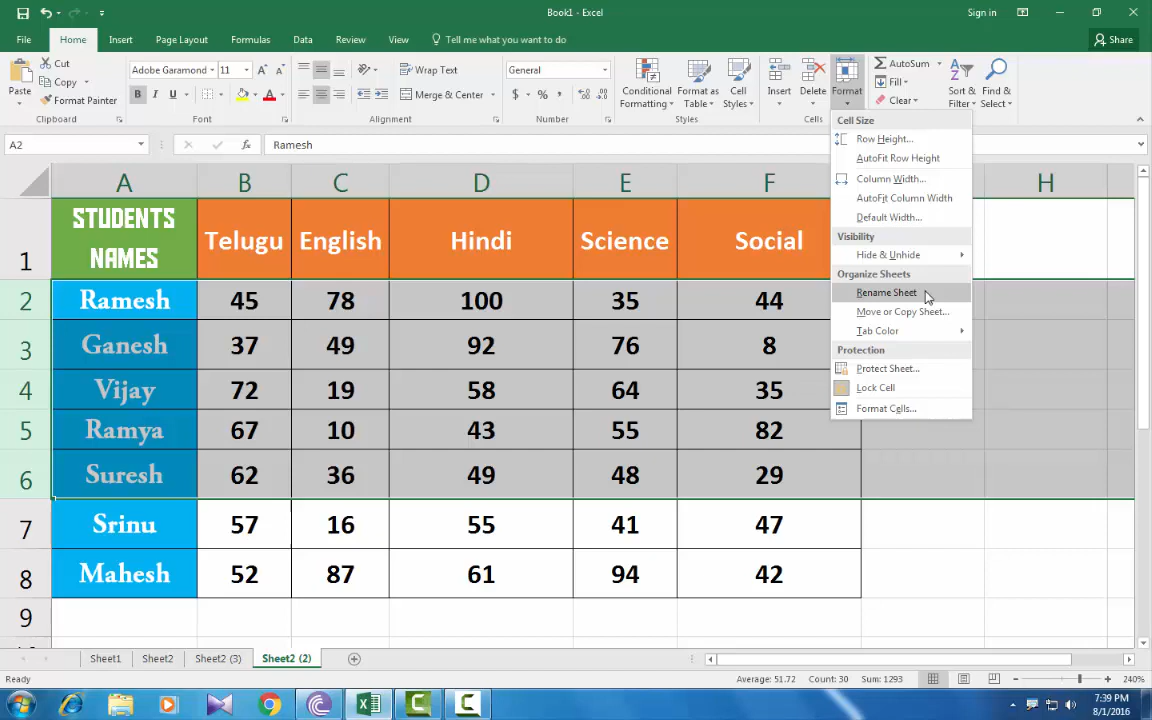 Book1 - Excel
Sign in
File Home Insert Page Layout Formulas Data Review View Tell me what you want to do Share
Paste
Cut
Copy
Format Painter
Clipboard
Adobe Garamond 11
B I U
Font
Wrap Text
Merge & Center
Alignment
General
$ % ,
Number
Conditional Formatting
Format as Table
Cell Styles
Styles
Insert
Delete
Format
Cells
AutoSum
Fill
Clear
Sort & Filter
Find & Select
Cell Size
Row Height...
AutoFit Row Height
Column Width...
AutoFit Column Width
Default Width...
Visibility
Hide & Unhide
Organize Sheets
Rename Sheet
Move or Copy Sheet...
Tab Color
Protection
Protect Sheet...
Lock Cell
Format Cells...
A2 fx Ramesh
A B C D E F H
1 STUDENTS NAMES Telugu English Hindi Science Social
2 Ramesh 45 78 100 35 44
3 Ganesh 37 49 92 76 8
4 Vijay 72 19 58 64 35
5 Ramya 67 10 43 55 82
6 Suresh 62 36 49 48 29
7 Srinu 57 16 55 41 47
8 Mahesh 52 87 61 94 42
9
Sheet1 Sheet2 Sheet2 (3) Sheet2 (2)
Ready Average: 51.72 Count: 30 Sum: 1293 240%
7:39 PM
8/1/2016